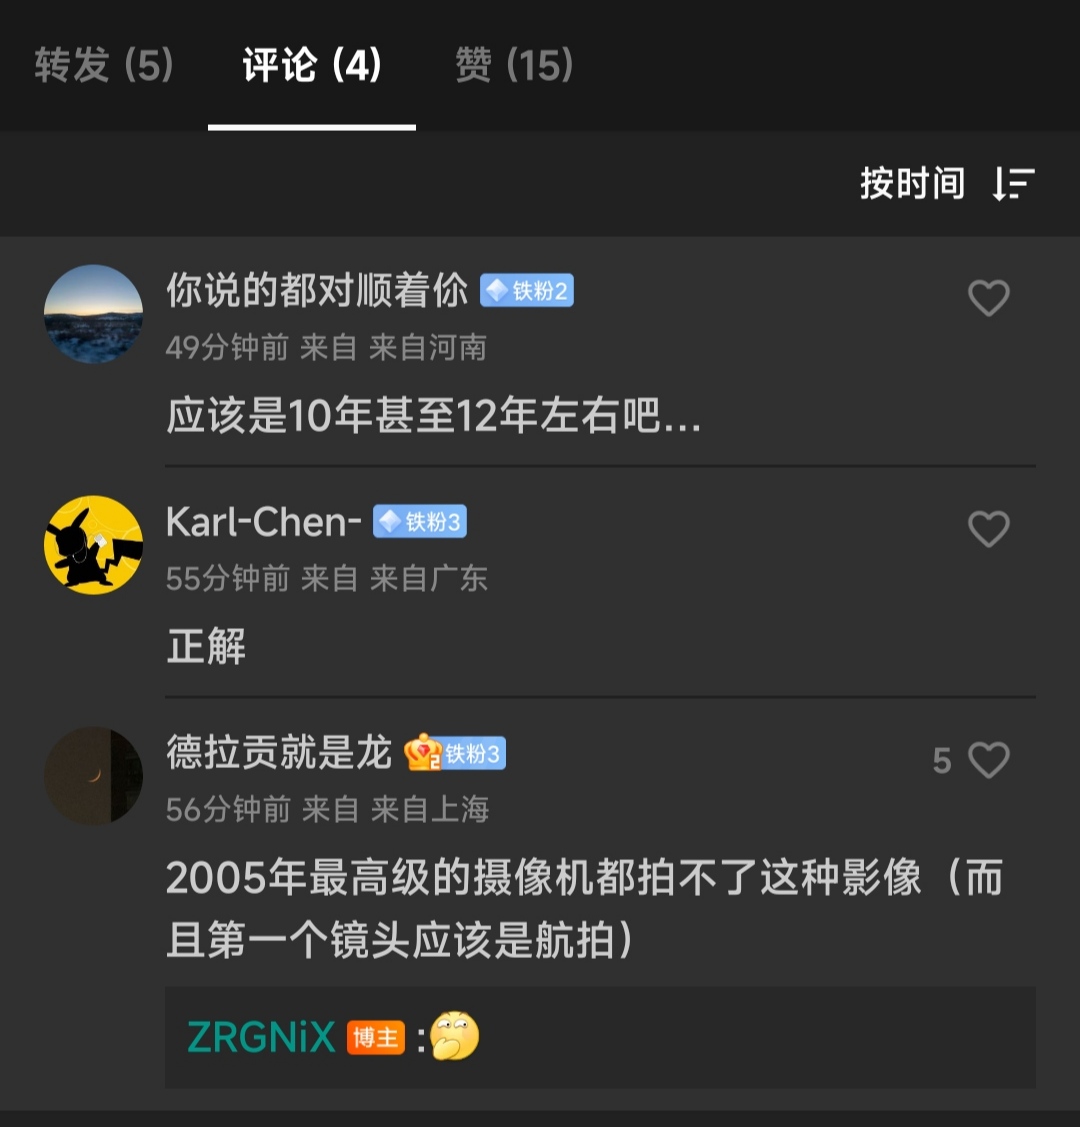 转发 (5) 评论 (4) 赞 (15)
按时间
你说的都对顺着价 铁粉2
49分钟前 来自 来自河南
应该是10年甚至12年左右吧...
Karl-Chen- 铁粉3
55分钟前 来自 来自广东
正解
德拉贡就是龙 2 铁粉3
5
56分钟前 来自 来自上海
2005年最高级的摄像机都拍不了这种影像（而
且第一个镜头应该是航拍）
ZRGNiX 博主 :